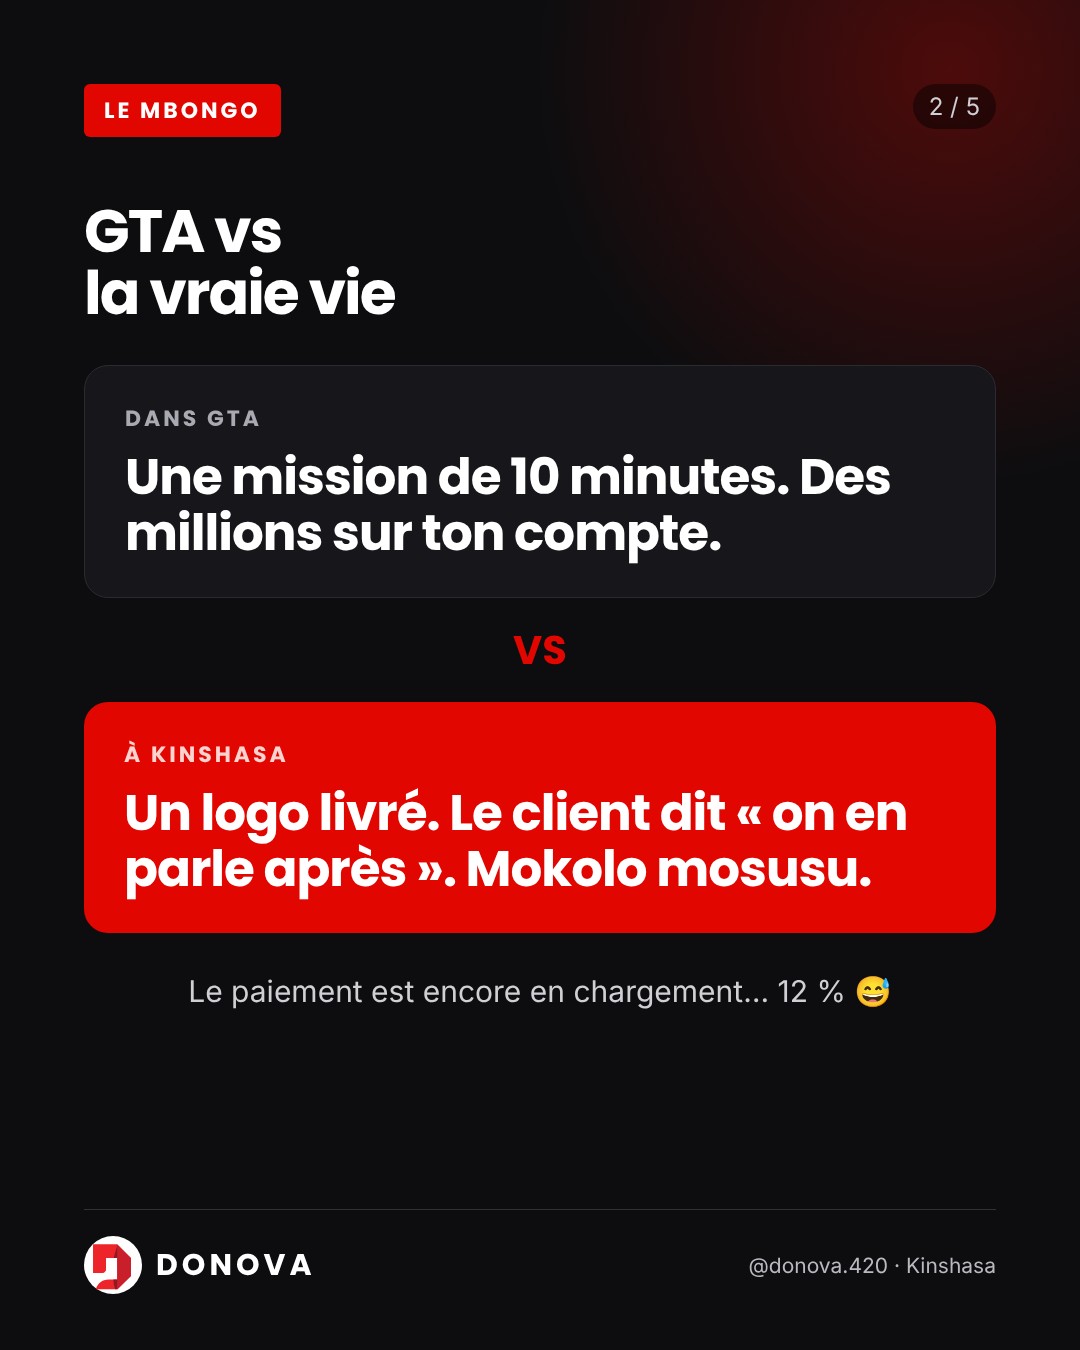 LE MBONGO
2 / 5
GTA vs
la vraie vie
DANS GTA
Une mission de 10 minutes. Des
millions sur ton compte.
VS
À KINSHASA
Un logo livré. Le client dit « on en
parle après ». Mokolo mosusu.
Le paiement est encore en chargement... 12 % 😅
DONOVA
@donova.420 · Kinshasa